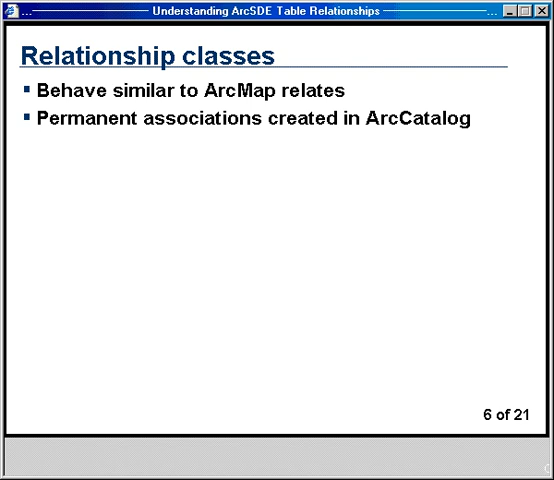 ... Understanding ArcSDE Table Relationships ...
Relationship classes
▪ Behave similar to ArcMap relates
▪ Permanent associations created in ArcCatalog
6 of 21